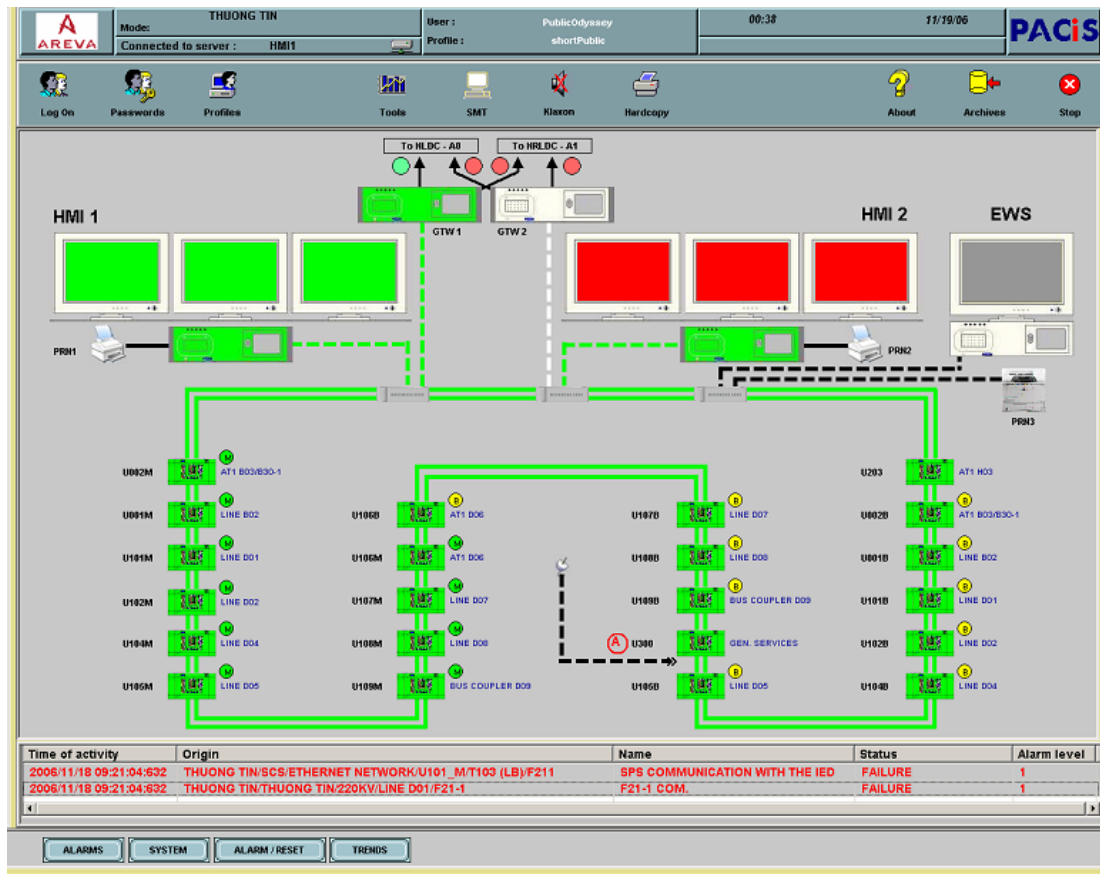 THUONG TIN
AREVA
Mode:
Connected to server : HMI1
User : PublicOdyssey
Profile : shortPublic
00:38 11/19/06
PACiS
Log On Passwords Profiles Tools SMT Klaxon Hardcopy About Archives Stop
To HLDC - A0 To HRLDC - A1
HMI 1 HMI 2 EWS
GTW 1 GTW 2
PRN1 PRN2
PRN3
U002M M AT1 B03/B30-1
U001M M LINE B02
U101M M LINE D01
U102M M LINE D02
U104M M LINE D04
U105M M LINE D05
U106B B AT1 D06
U106M M AT1 D06
U107M M LINE D07
U108M M LINE D08
U109M M BUS COUPLER D09
U107B B LINE D07
U108B B LINE D08
U109B B BUS COUPLER D09
A U300 GEN. SERVICES
U105B B LINE D05
U203 AT1 H03
U002B B AT1 B03/B30-1
U001B B LINE B02
U101B B LINE D01
U102B B LINE D02
U104B B LINE D04
Time of activity Origin Name Status Alarm level
2006/11/18 09:21:04:632 THUONG TIN/SCS/ETHERNET NETWORK/U101_M/T103 (LB)/F211 SPS COMMUNICATION WITH THE IED FAILURE 1
2006/11/18 09:21:04:632 THUONG TIN/THUONG TIN/220KV/LINE D01/F21-1 F21-1 COM. FAILURE 1
ALARMS SYSTEM ALARM / RESET TRENDS